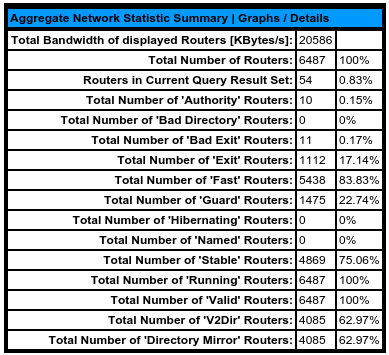 Aggregate Network Statistic Summary | Graphs / Details
Total Bandwidth of displayed Routers [KBytes/s]: 20586
Total Number of Routers: 6487 100%
Routers in Current Query Result Set: 54 0.83%
Total Number of 'Authority' Routers: 10 0.15%
Total Number of 'Bad Directory' Routers: 0 0%
Total Number of 'Bad Exit' Routers: 11 0.17%
Total Number of 'Exit' Routers: 1112 17.14%
Total Number of 'Fast' Routers: 5438 83.83%
Total Number of 'Guard' Routers: 1475 22.74%
Total Number of 'Hibernating' Routers: 0 0%
Total Number of 'Named' Routers: 0 0%
Total Number of 'Stable' Routers: 4869 75.06%
Total Number of 'Running' Routers: 6487 100%
Total Number of 'Valid' Routers: 6487 100%
Total Number of 'V2Dir' Routers: 4085 62.97%
Total Number of 'Directory Mirror' Routers: 4085 62.97%